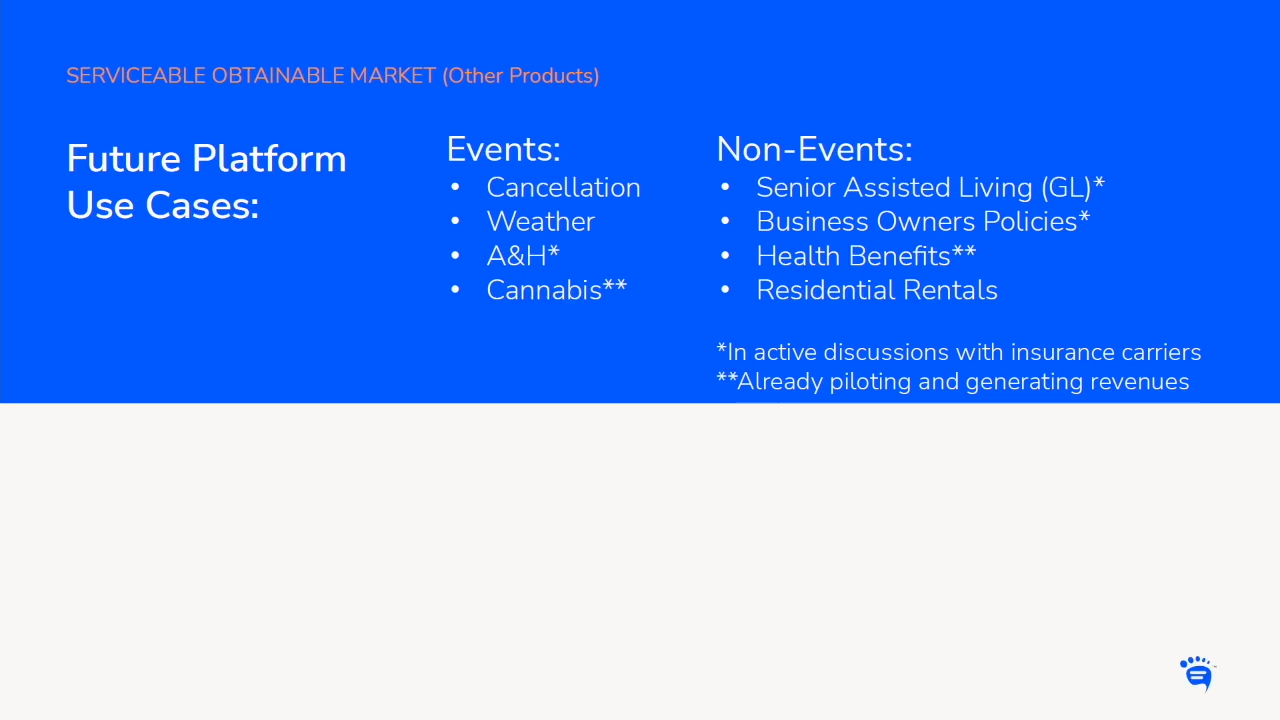 SERVICEABLE OBTAINABLE MARKET (Other Products)
Future Platform
Use Cases:
Events:
• Cancellation
• Weather
• A&H*
• Cannabis**
Non-Events:
• Senior Assisted Living (GL)*
• Business Owners Policies*
• Health Benefits**
• Residential Rentals
*In active discussions with insurance carriers
**Already piloting and generating revenues